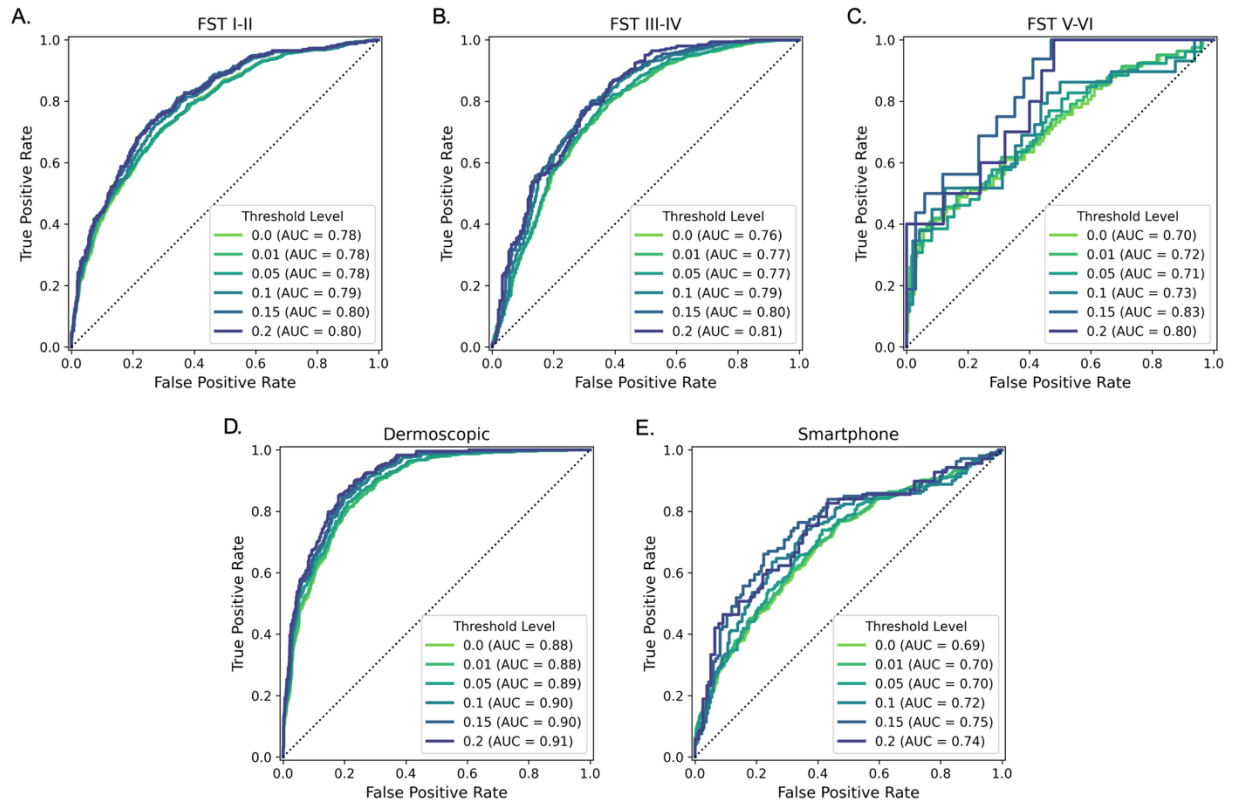 A.
FST I-II
1.0
0.8
0.6
0.4
0.2
0.0
True Positive Rate
Threshold Level
0.0 (AUC = 0.78)
0.01 (AUC = 0.78)
0.05 (AUC = 0.78)
0.1 (AUC = 0.79)
0.15 (AUC = 0.80)
0.2 (AUC = 0.80)
0.0 0.2 0.4 0.6 0.8 1.0
False Positive Rate
B.
FST III-IV
1.0
0.8
0.6
0.4
0.2
0.0
True Positive Rate
Threshold Level
0.0 (AUC = 0.76)
0.01 (AUC = 0.77)
0.05 (AUC = 0.77)
0.1 (AUC = 0.79)
0.15 (AUC = 0.80)
0.2 (AUC = 0.81)
0.0 0.2 0.4 0.6 0.8 1.0
False Positive Rate
C.
FST V-VI
1.0
0.8
0.6
0.4
0.2
0.0
True Positive Rate
Threshold Level
0.0 (AUC = 0.70)
0.01 (AUC = 0.72)
0.05 (AUC = 0.71)
0.1 (AUC = 0.73)
0.15 (AUC = 0.83)
0.2 (AUC = 0.80)
0.0 0.2 0.4 0.6 0.8 1.0
False Positive Rate
D.
Dermoscopic
1.0
0.8
0.6
0.4
0.2
0.0
True Positive Rate
Threshold Level
0.0 (AUC = 0.88)
0.01 (AUC = 0.88)
0.05 (AUC = 0.89)
0.1 (AUC = 0.90)
0.15 (AUC = 0.90)
0.2 (AUC = 0.91)
0.0 0.2 0.4 0.6 0.8 1.0
False Positive Rate
E.
Smartphone
1.0
0.8
0.6
0.4
0.2
0.0
True Positive Rate
Threshold Level
0.0 (AUC = 0.69)
0.01 (AUC = 0.70)
0.05 (AUC = 0.70)
0.1 (AUC = 0.72)
0.15 (AUC = 0.75)
0.2 (AUC = 0.74)
0.0 0.2 0.4 0.6 0.8 1.0
False Positive Rate